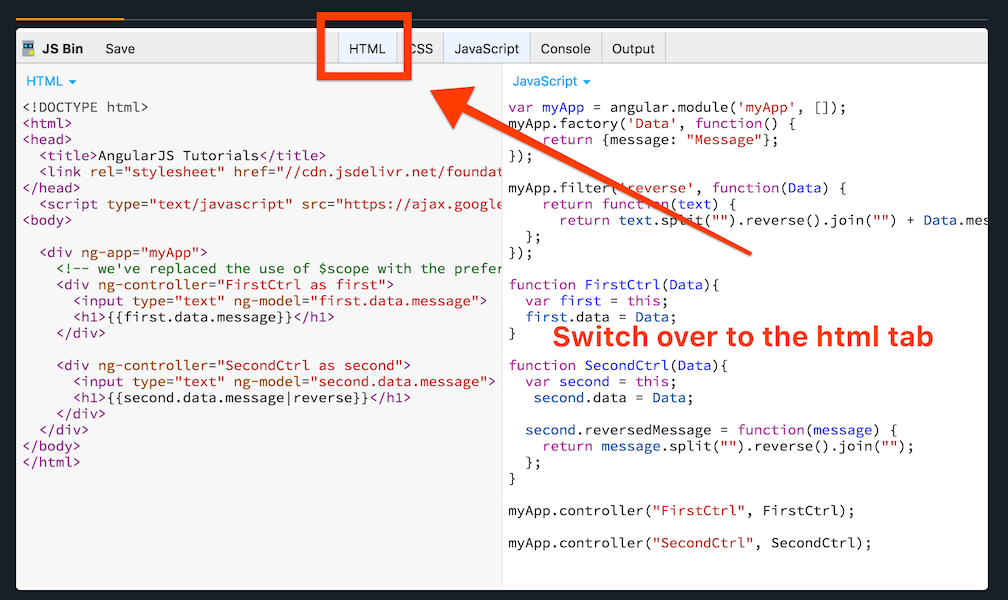 JS Bin Save HTML CSS JavaScript Console Output
HTML
<!DOCTYPE html>
<html>
<head>
  <title>AngularJS Tutorials</title>
  <link rel="stylesheet" href="//cdn.jsdelivr.net/foundat
</head>
  <script type="text/javascript" src="https://ajax.google
<body>
  <div ng-app="myApp">
    <!-- we've replaced the use of $scope with the prefer
    <div ng-controller="FirstCtrl as first">
      <input type="text" ng-model="first.data.message">
      <h1>{{first.data.message}}</h1>
    </div>
    <div ng-controller="SecondCtrl as second">
      <input type="text" ng-model="second.data.message">
      <h1>{{second.data.message|reverse}}</h1>
    </div>
  </div>
</body>
</html>
JavaScript
var myApp = angular.module('myApp', []);
myApp.factory('Data', function() {
    return {message: "Message"};
});
myApp.filter('reverse', function(Data) {
    return function(text) {
      return text.split("").reverse().join("") + Data.mes
  };
});
function FirstCtrl(Data){
  var first = this;
  first.data = Data;
}
Switch over to the html tab
function SecondCtrl(Data){
  var second = this;
   second.data = Data;
  second.reversedMessage = function(message) {
    return message.split("").reverse().join("");
  };
}
myApp.controller("FirstCtrl", FirstCtrl);
myApp.controller("SecondCtrl", SecondCtrl);